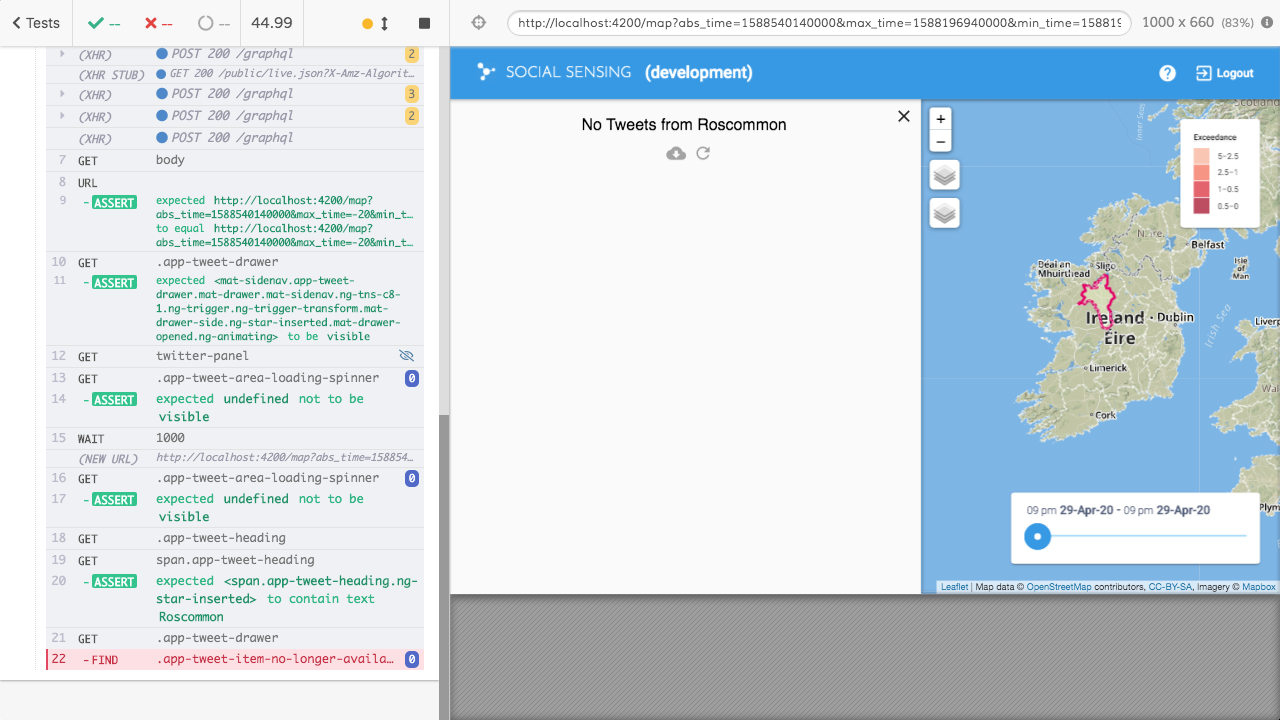 Tests
--
--
--
44.99
http://localhost:4200/map?abs_time=1588540140000&max_time=1588196940000&min_time=15881
1000 x 660 (83%)
(XHR) POST 200 /graphql 2
(XHR STUB) GET 200 /public/live.json?X-Amz-Algorit…
(XHR) POST 200 /graphql 3
(XHR) POST 200 /graphql 2
(XHR) POST 200 /graphql
7 GET body
8 URL
9 -ASSERT expected http://localhost:4200/map?
abs_time=1588540140000&max_time=-20&min_t…
to equal http://localhost:4200/map?
abs_time=1588540140000&max_time=-20&min_t…
10 GET .app-tweet-drawer
11 -ASSERT expected <mat-sidenav.app-tweet-
drawer.mat-drawer.mat-sidenav.ng-tns-c8-
1.ng-trigger.ng-trigger-transform.mat-
drawer-side.ng-star-inserted.mat-drawer-
opened.ng-animating> to be visible
12 GET twitter-panel
13 GET .app-tweet-area-loading-spinner 0
14 -ASSERT expected undefined not to be
visible
15 WAIT 1000
(NEW URL) http://localhost:4200/map?abs_time=158854…
16 GET .app-tweet-area-loading-spinner 0
17 -ASSERT expected undefined not to be
visible
18 GET .app-tweet-heading
19 GET span.app-tweet-heading
20 -ASSERT expected <span.app-tweet-heading.ng-
star-inserted> to contain text
Roscommon
21 GET .app-tweet-drawer
22 -FIND .app-tweet-item-no-longer-availa… 0
SOCIAL SENSING (development)
?
Logout
No Tweets from Roscommon
+
−
Exceedance
5–2.5
2.5–1
1–0.5
0.5–0
Inner Seas
Belfast
Sligo
Isle
of
Man
Ireland
Éire
Dublin
Irish Sea
Limerick
Cork
09 pm 29-Apr-20 - 09 pm 29-Apr-20
Leaflet | Map data © OpenStreetMap contributors, CC-BY-SA, Imagery © Mapbox